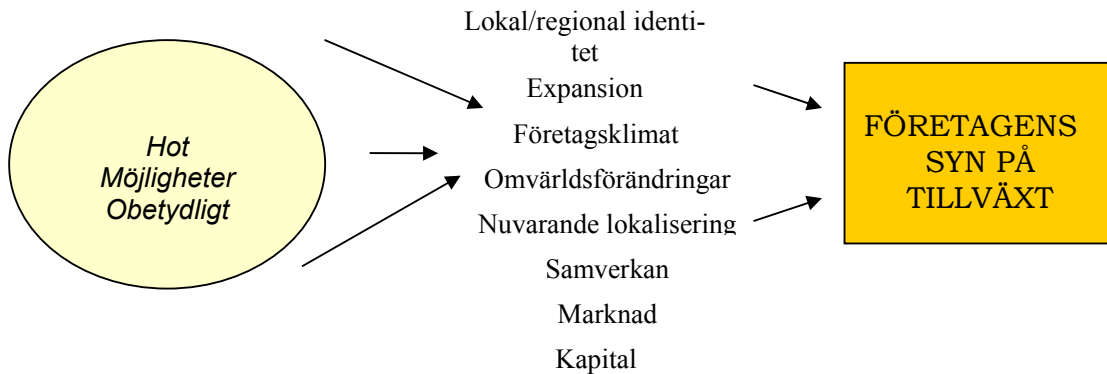 Hot
Möjligheter
Obetydligt
Lokal/regional identi-
tet
Expansion
Företagsklimat
Omvärldsförändringar
Nuvarande lokalisering
Samverkan
Marknad
Kapital
FÖRETAGENS
SYN PÅ
TILLVÄXT